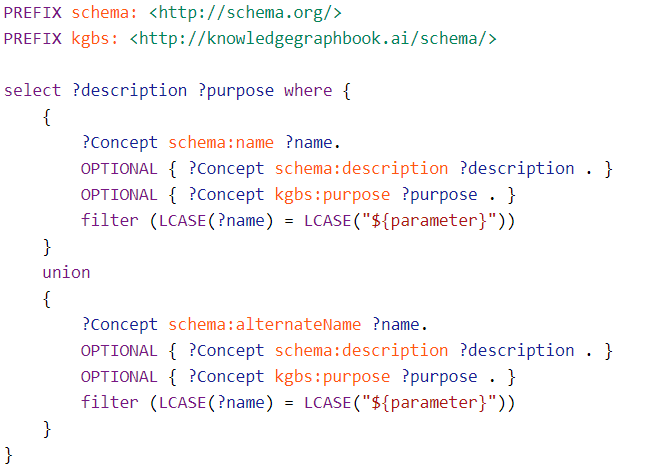 PREFIX schema: <http://schema.org/>
PREFIX kgbs: <http://knowledgegraphbook.ai/schema/>
select ?description ?purpose where {
{
?Concept schema:name ?name.
OPTIONAL { ?Concept schema:description ?description . }
OPTIONAL { ?Concept kgbs:purpose ?purpose . }
filter (LCASE(?name) = LCASE("${parameter}"))
}
union
{
?Concept schema:alternateName ?name.
OPTIONAL { ?Concept schema:description ?description . }
OPTIONAL { ?Concept kgbs:purpose ?purpose . }
filter (LCASE(?name) = LCASE("${parameter}"))
}
}